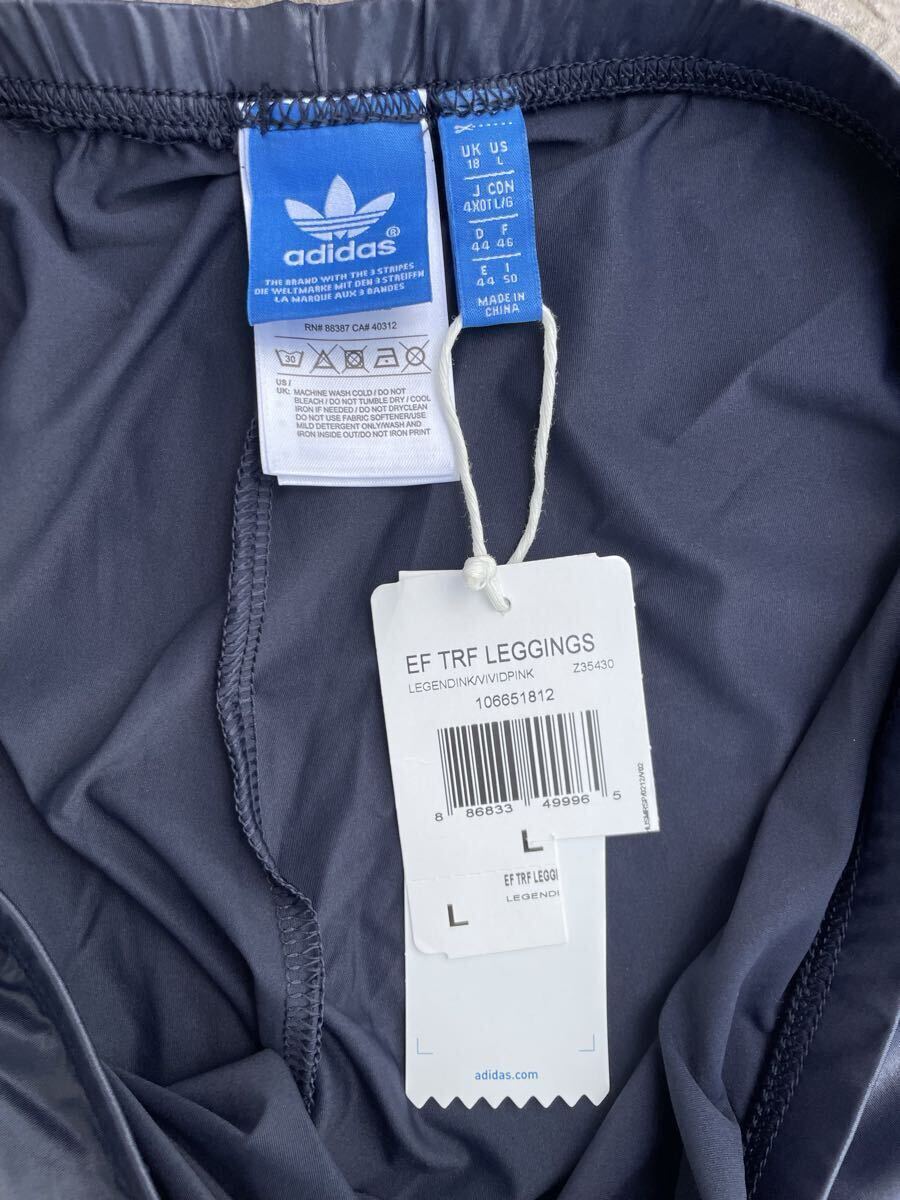 adidas®
THE BRAND WITH THE 3 STRIPES
DIE WELTMARKE MIT DEN 3 STREIFEN
LA MARQUE AUX 3 BANDES
RN# 88387 CA# 40312
30
US /
UK: MACHINE WASH COLD / DO NOT
BLEACH / DO NOT TUMBLE DRY / COOL
IRON IF NEEDED / DO NOT DRYCLEAN
DO NOT USE FABRIC SOFTENER/USE
MILD DETERGENT ONLY/WASH AND
IRON INSIDE OUT/DO NOT IRON PRINT
UK US
18 L
J CDN
4XOT L/G
D F
44 46
E I
44 50
MADE IN
CHINA
EF TRF LEGGINGS
LEGENDINK/VIVIDPINK Z35430
106651812
8 86833 49996 5
L
EF TRF LEGGI
LEGENDI
L
adidas.com